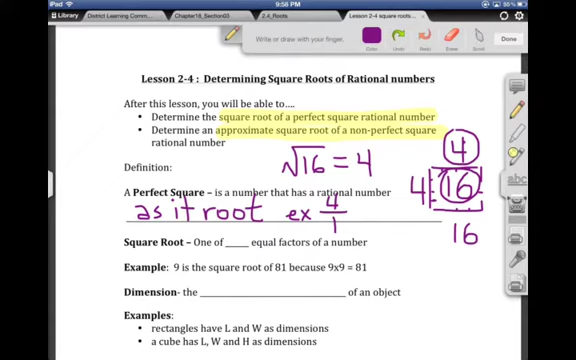 iPad
9:58 PM
55%
District Learning Comm...
Chapter18_Section03
2.4_Roots
Lesson 2-4 square roots...
Write or draw with your finger.
Color
Undo
Redo
Eraser
Scroll
Done
Lesson 2-4 : Determining Square Roots of Rational numbers
After this lesson, you will be able to….
• Determine the square root of a perfect square rational number
• Determine an approximate square root of a non-perfect square
rational number
√16 = 4
4
4 16
16
Definition:
A Perfect Square – is a number that has a rational number
as it root ex 4/1
abc
Square Root – One of _____ equal factors of a number
Example: 9 is the square root of 81 because 9x9 = 81
Dimension- the ______________________ of an object
Examples:
• rectangles have L and W as dimensions
• a cube has L, W and H as dimensions